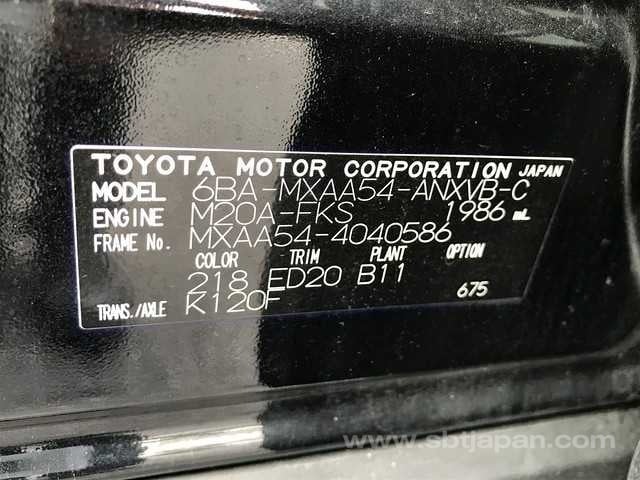 TOYOTA MOTOR CORPORATION JAPAN
MODEL 6BA-MXAA54-ANXVB-C
ENGINE M20A-FKS 1986 mL
FRAME No. MXAA54-4040586
COLOR TRIM PLANT OPTION
218 ED20 B11
TRANS./AXLE K120F 675
www.sbtjapan.com